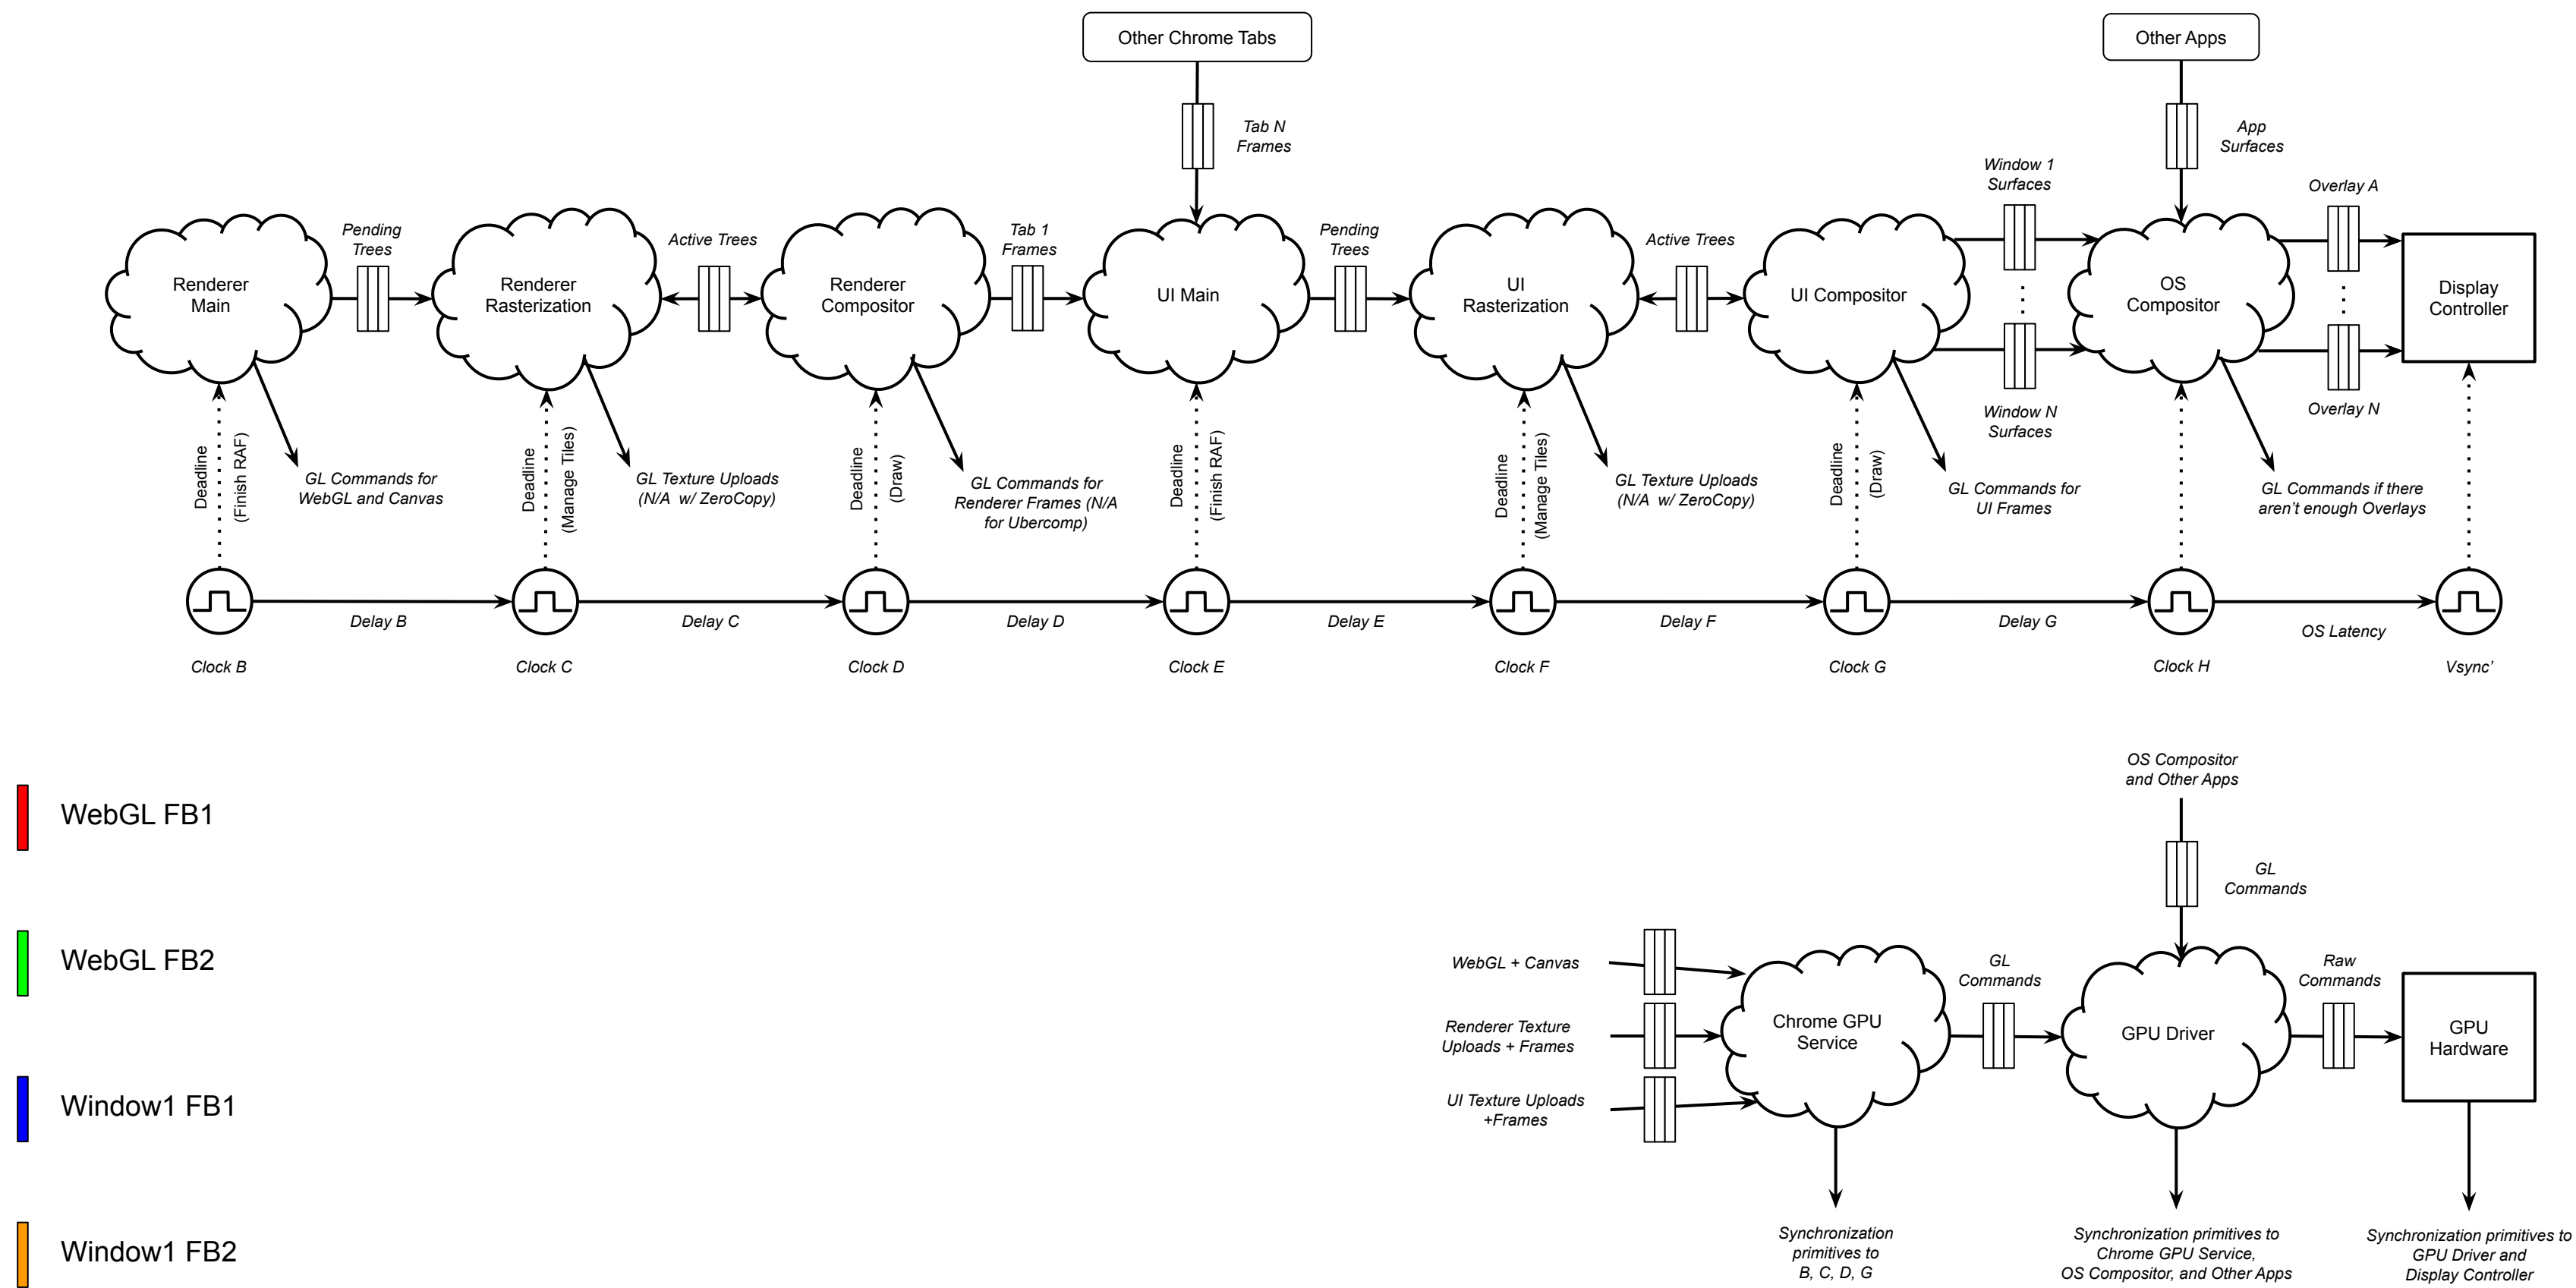 Other Chrome Tabs
Other Apps
Tab N
Frames
App
Surfaces
Window 1
Surfaces
Overlay A
Pending
Trees
Active Trees
Tab 1
Frames
Pending
Trees
Active Trees
Renderer
Main
Renderer
Rasterization
Renderer
Compositor
UI Main
UI
Rasterization
UI Compositor
OS
Compositor
Display
Controller
Window N
Surfaces
Overlay N
Deadline
(Finish RAF)
GL Commands for
WebGL and Canvas
Deadline
(Manage Tiles)
GL Texture Uploads
(N/A w/ ZeroCopy)
Deadline
(Draw)
GL Commands for
Renderer Frames (N/A
for Ubercomp)
Deadline
(Finish RAF)
Deadline
(Manage Tiles)
GL Texture Uploads
(N/A w/ ZeroCopy)
Deadline
(Draw)
GL Commands for
UI Frames
GL Commands if there
aren't enough Overlays
Delay B
Delay C
Delay D
Delay E
Delay F
Delay G
OS Latency
Clock B
Clock C
Clock D
Clock E
Clock F
Clock G
Clock H
Vsync'
WebGL FB1
WebGL FB2
Window1 FB1
Window1 FB2
OS Compositor
and Other Apps
GL
Commands
WebGL + Canvas
Renderer Texture
Uploads + Frames
UI Texture Uploads
+Frames
Chrome GPU
Service
GL
Commands
GPU Driver
Raw
Commands
GPU
Hardware
Synchronization
primitives to
B, C, D, G
Synchronization primitives to
Chrome GPU Service,
OS Compositor, and Other Apps
Synchronization primitives to
GPU Driver and
Display Controller